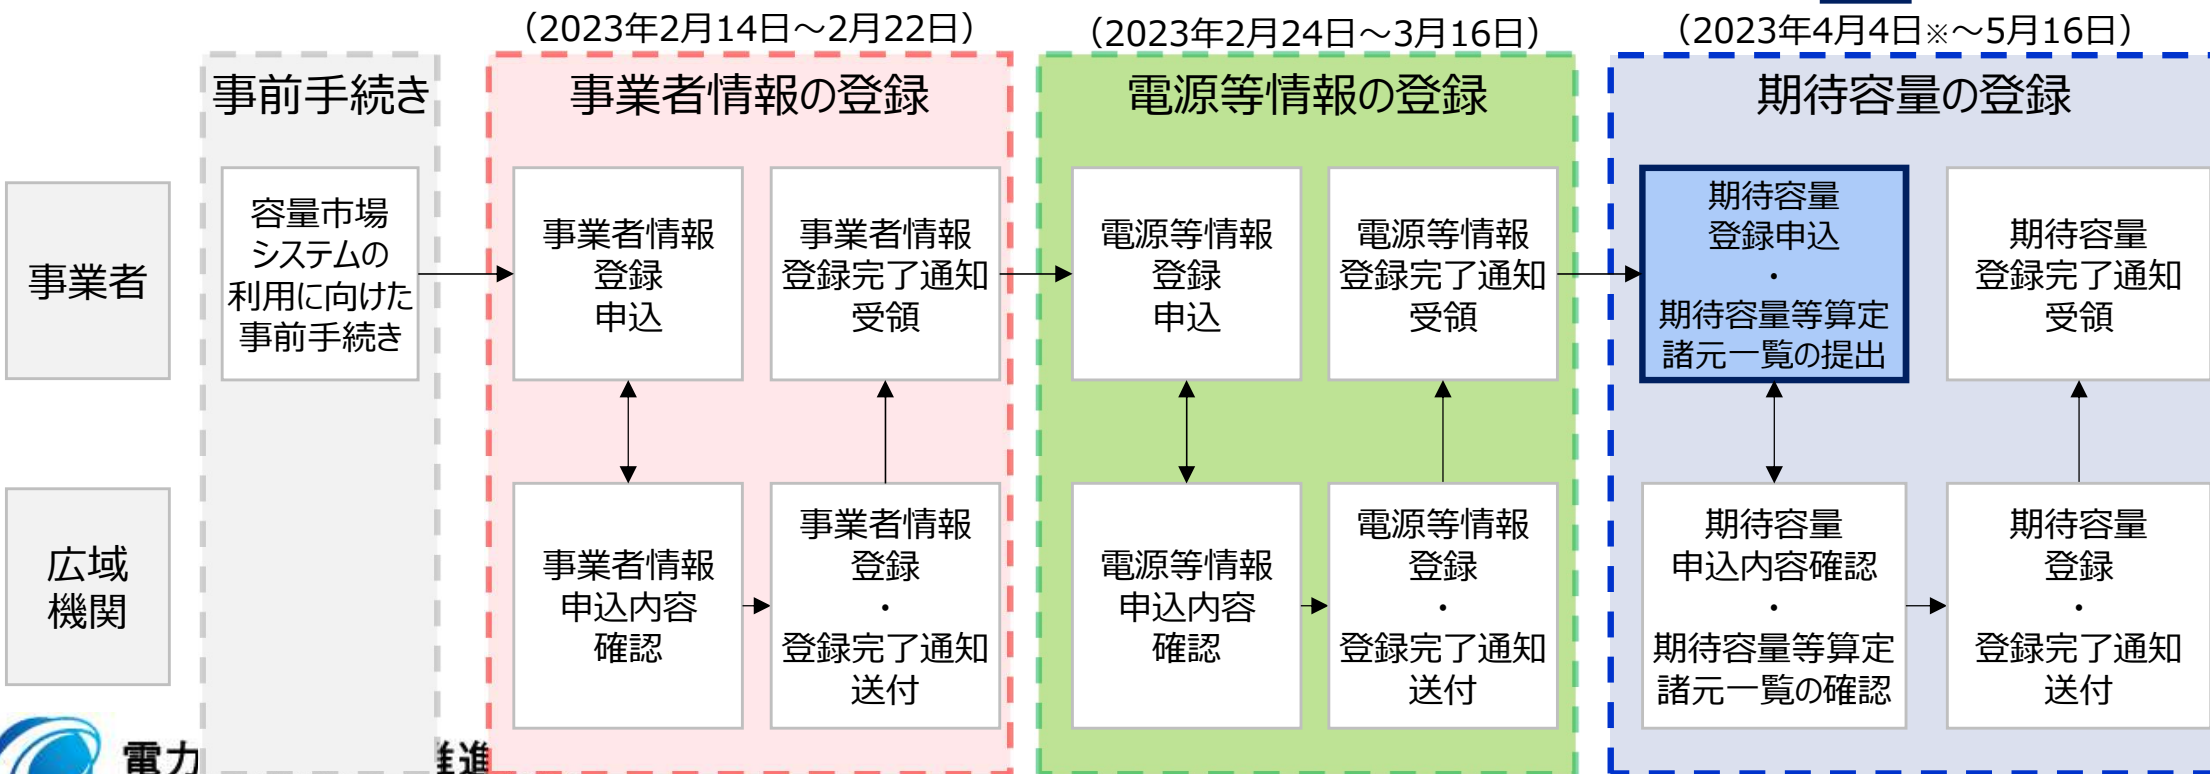 （2023年2月14日～2月22日）
（2023年2月24日～3月16日）
（2023年4月4日※～5月16日）
事前手続き
事業者情報の登録
電源等情報の登録
期待容量の登録
事業者
容量市場
システムの
利用に向けた
事前手続き
事業者情報
登録
申込
事業者情報
登録完了通知
受領
電源等情報
登録
申込
電源等情報
登録完了通知
受領
期待容量
登録申込
・
期待容量等算定
諸元一覧の提出
期待容量
登録完了通知
受領
広域
機関
事業者情報
申込内容
確認
事業者情報
登録
・
登録完了通知
送付
電源等情報
申込内容
確認
電源等情報
登録
・
登録完了通知
送付
期待容量
申込内容確認
・
期待容量等算定
諸元一覧の確認
期待容量
登録
・
登録完了通知
送付
電力
推進